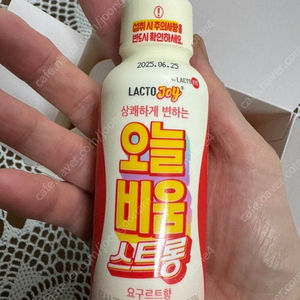 섭취 시 주의사항을
반드시 확인하세요.
2025.06.25
by LACTO
LACTO Joy
상쾌하게 변하는
오늘
비움
스트롱
요구르트향